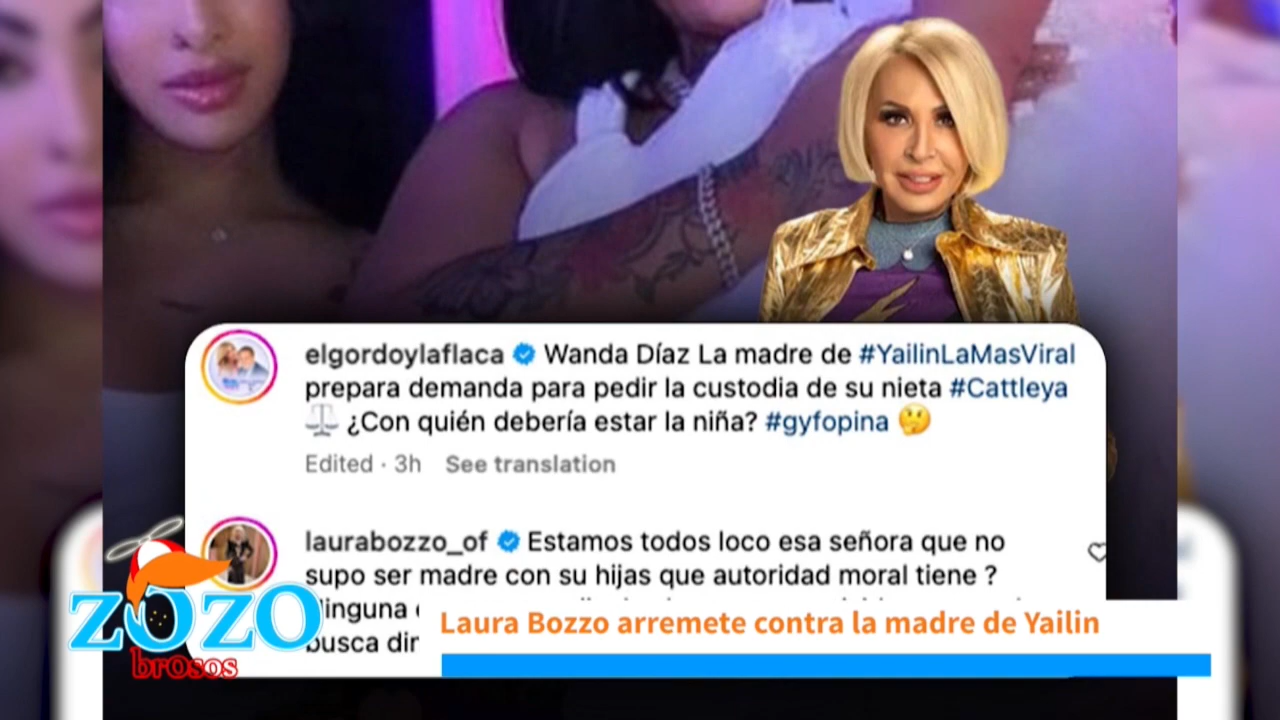 elgordoylaflaca Wanda Díaz La madre de #YailinLaMasViral
prepara demanda para pedir la custodia de su nieta #Cattleya
¿Con quién debería estar la niña? #gyfopina
Edited · 3h See translation
laurabozzo_of Estamos todos loco esa señora que no
supo ser madre con su hijas que autoridad moral tiene ?
Ninguna
busca
Laura Bozzo arremete contra la madre de Yailin
ZOZO
brosos